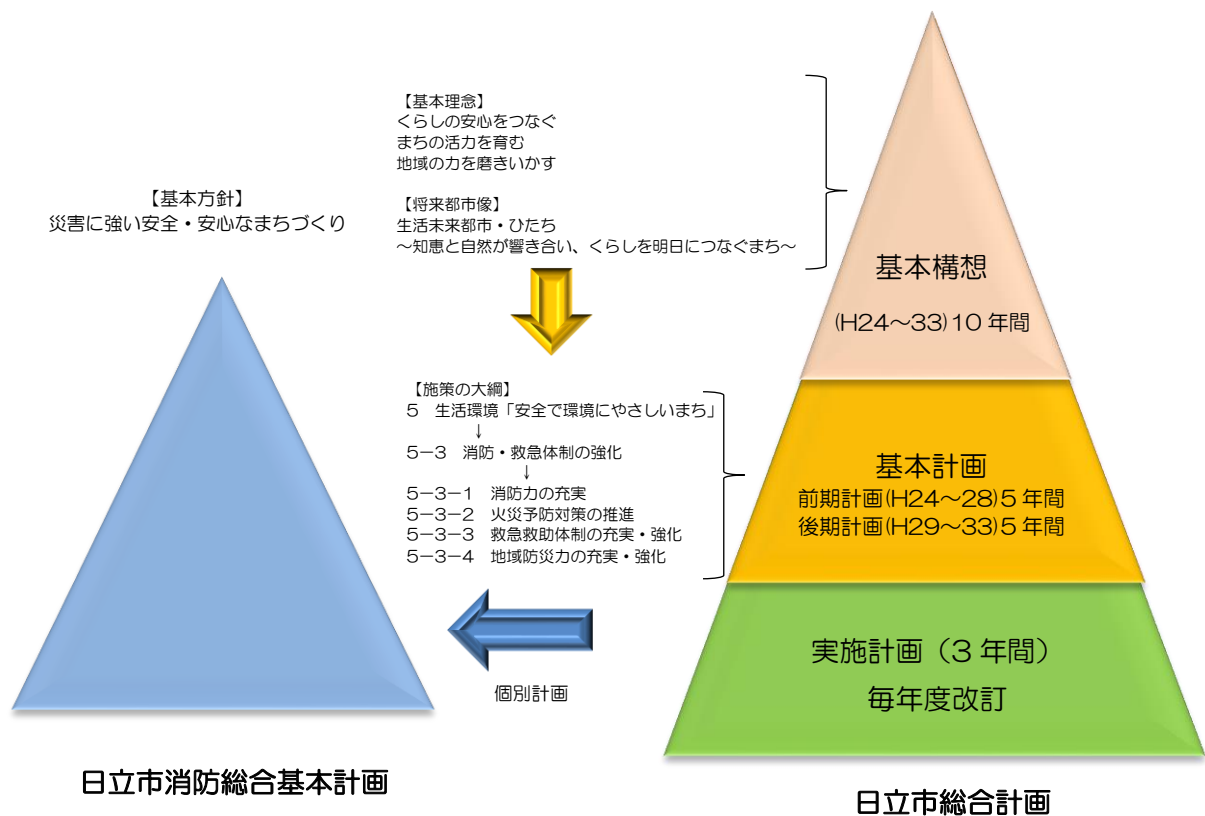 【基本理念】
くらしの安心をつなぐ
まちの活力を育む
地域の力を磨きいかす
【将来都市像】
生活未来都市・ひたち
～知恵と自然が響き合い、くらしを明日につなぐまち～
【基本方針】
災害に強い安全・安心なまちづくり
基本構想
(H24～33)10年間
【施策の大綱】
5　生活環境「安全で環境にやさしいまち」
↓
5－3　消防・救急体制の強化
↓
5－3－1　消防力の充実
5－3－2　火災予防対策の推進
5－3－3　救急救助体制の充実・強化
5－3－4　地域防災力の充実・強化
基本計画
前期計画(H24～28)5年間
後期計画(H29～33)5年間
個別計画
実施計画（3年間）
毎年度改訂
日立市消防総合基本計画
日立市総合計画